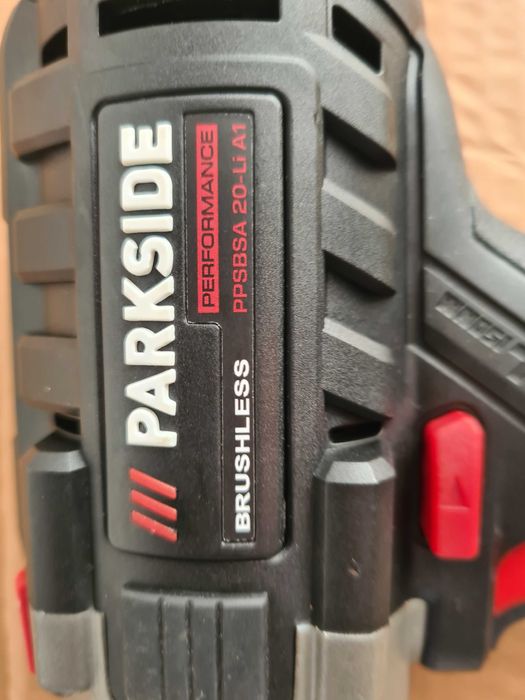 PARKSIDE
PERFORMANCE
BRUSHLESS PPSBSA 20-Li A1